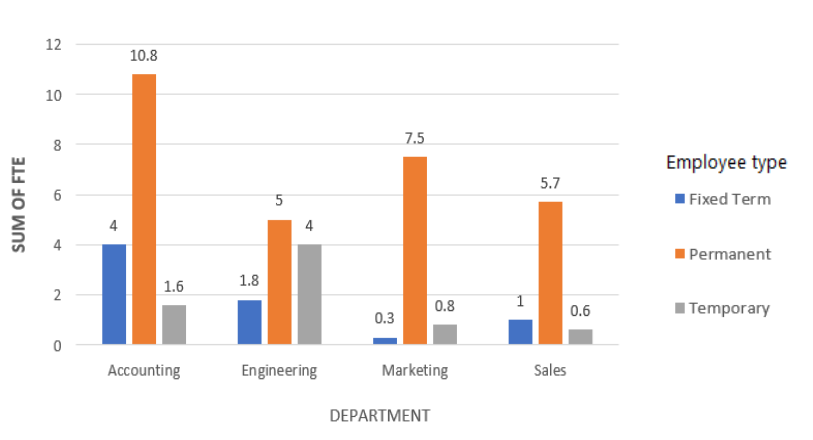 12
10
8
6
4
2
0
SUM OF FTE
4
10.8
1.6
1.8
5
4
0.3
7.5
0.8
1
5.7
0.6
Accounting
Engineering
Marketing
Sales
DEPARTMENT
Employee type
Fixed Term
Permanent
Temporary